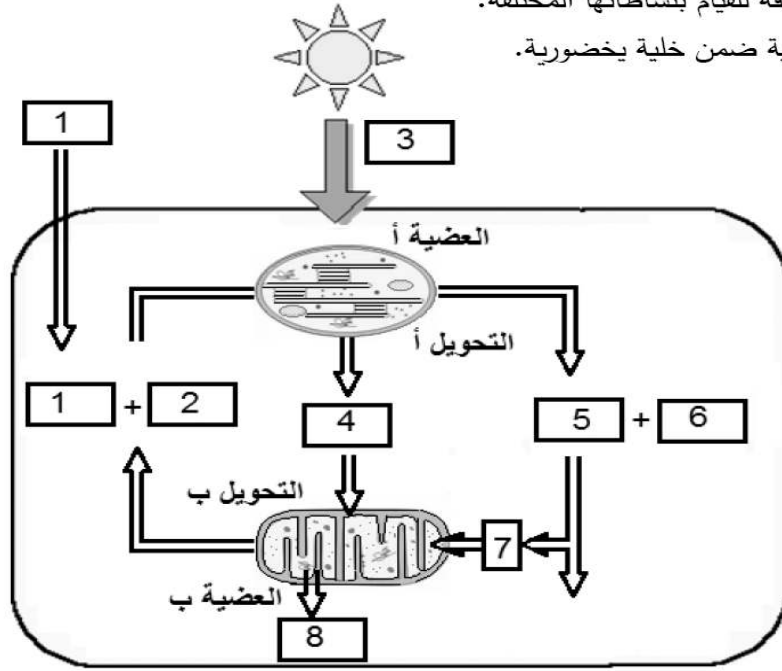 للقيام بنشاطاتها المختلفة.
ية ضمن خلية يخضورية.
1
3
العضية أ
التحويل أ
1 + 2
4
5 + 6
التحويل ب
7
العضية ب
8